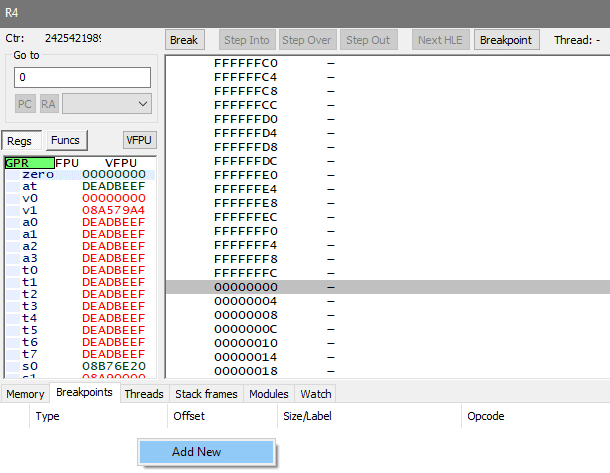 R4
Ctr: 2425421989
Break Step Into Step Over Step Out Next HLE Breakpoint Thread: -
Go to
0
PC RA
Regs Funcs VFPU
GPR FPU VFPU
zero 00000000
at DEADBEEF
v0 00000000
v1 08A579A4
a0 DEADBEEF
a1 DEADBEEF
a2 DEADBEEF
a3 DEADBEEF
t0 DEADBEEF
t1 DEADBEEF
t2 DEADBEEF
t3 DEADBEEF
t4 DEADBEEF
t5 DEADBEEF
t6 DEADBEEF
t7 DEADBEEF
s0 08B76E20
FFFFFFC0 —
FFFFFFC4 —
FFFFFFC8 —
FFFFFFCC —
FFFFFFD0 —
FFFFFFD4 —
FFFFFFD8 —
FFFFFFDC —
FFFFFFE0 —
FFFFFFE4 —
FFFFFFE8 —
FFFFFFEC —
FFFFFFF0 —
FFFFFFF4 —
FFFFFFF8 —
FFFFFFFC —
00000000 —
00000004 —
00000008 —
0000000C —
00000010 —
00000014 —
00000018 —
Memory Breakpoints Threads Stack frames Modules Watch
Type Offset Size/Label Opcode
Add New